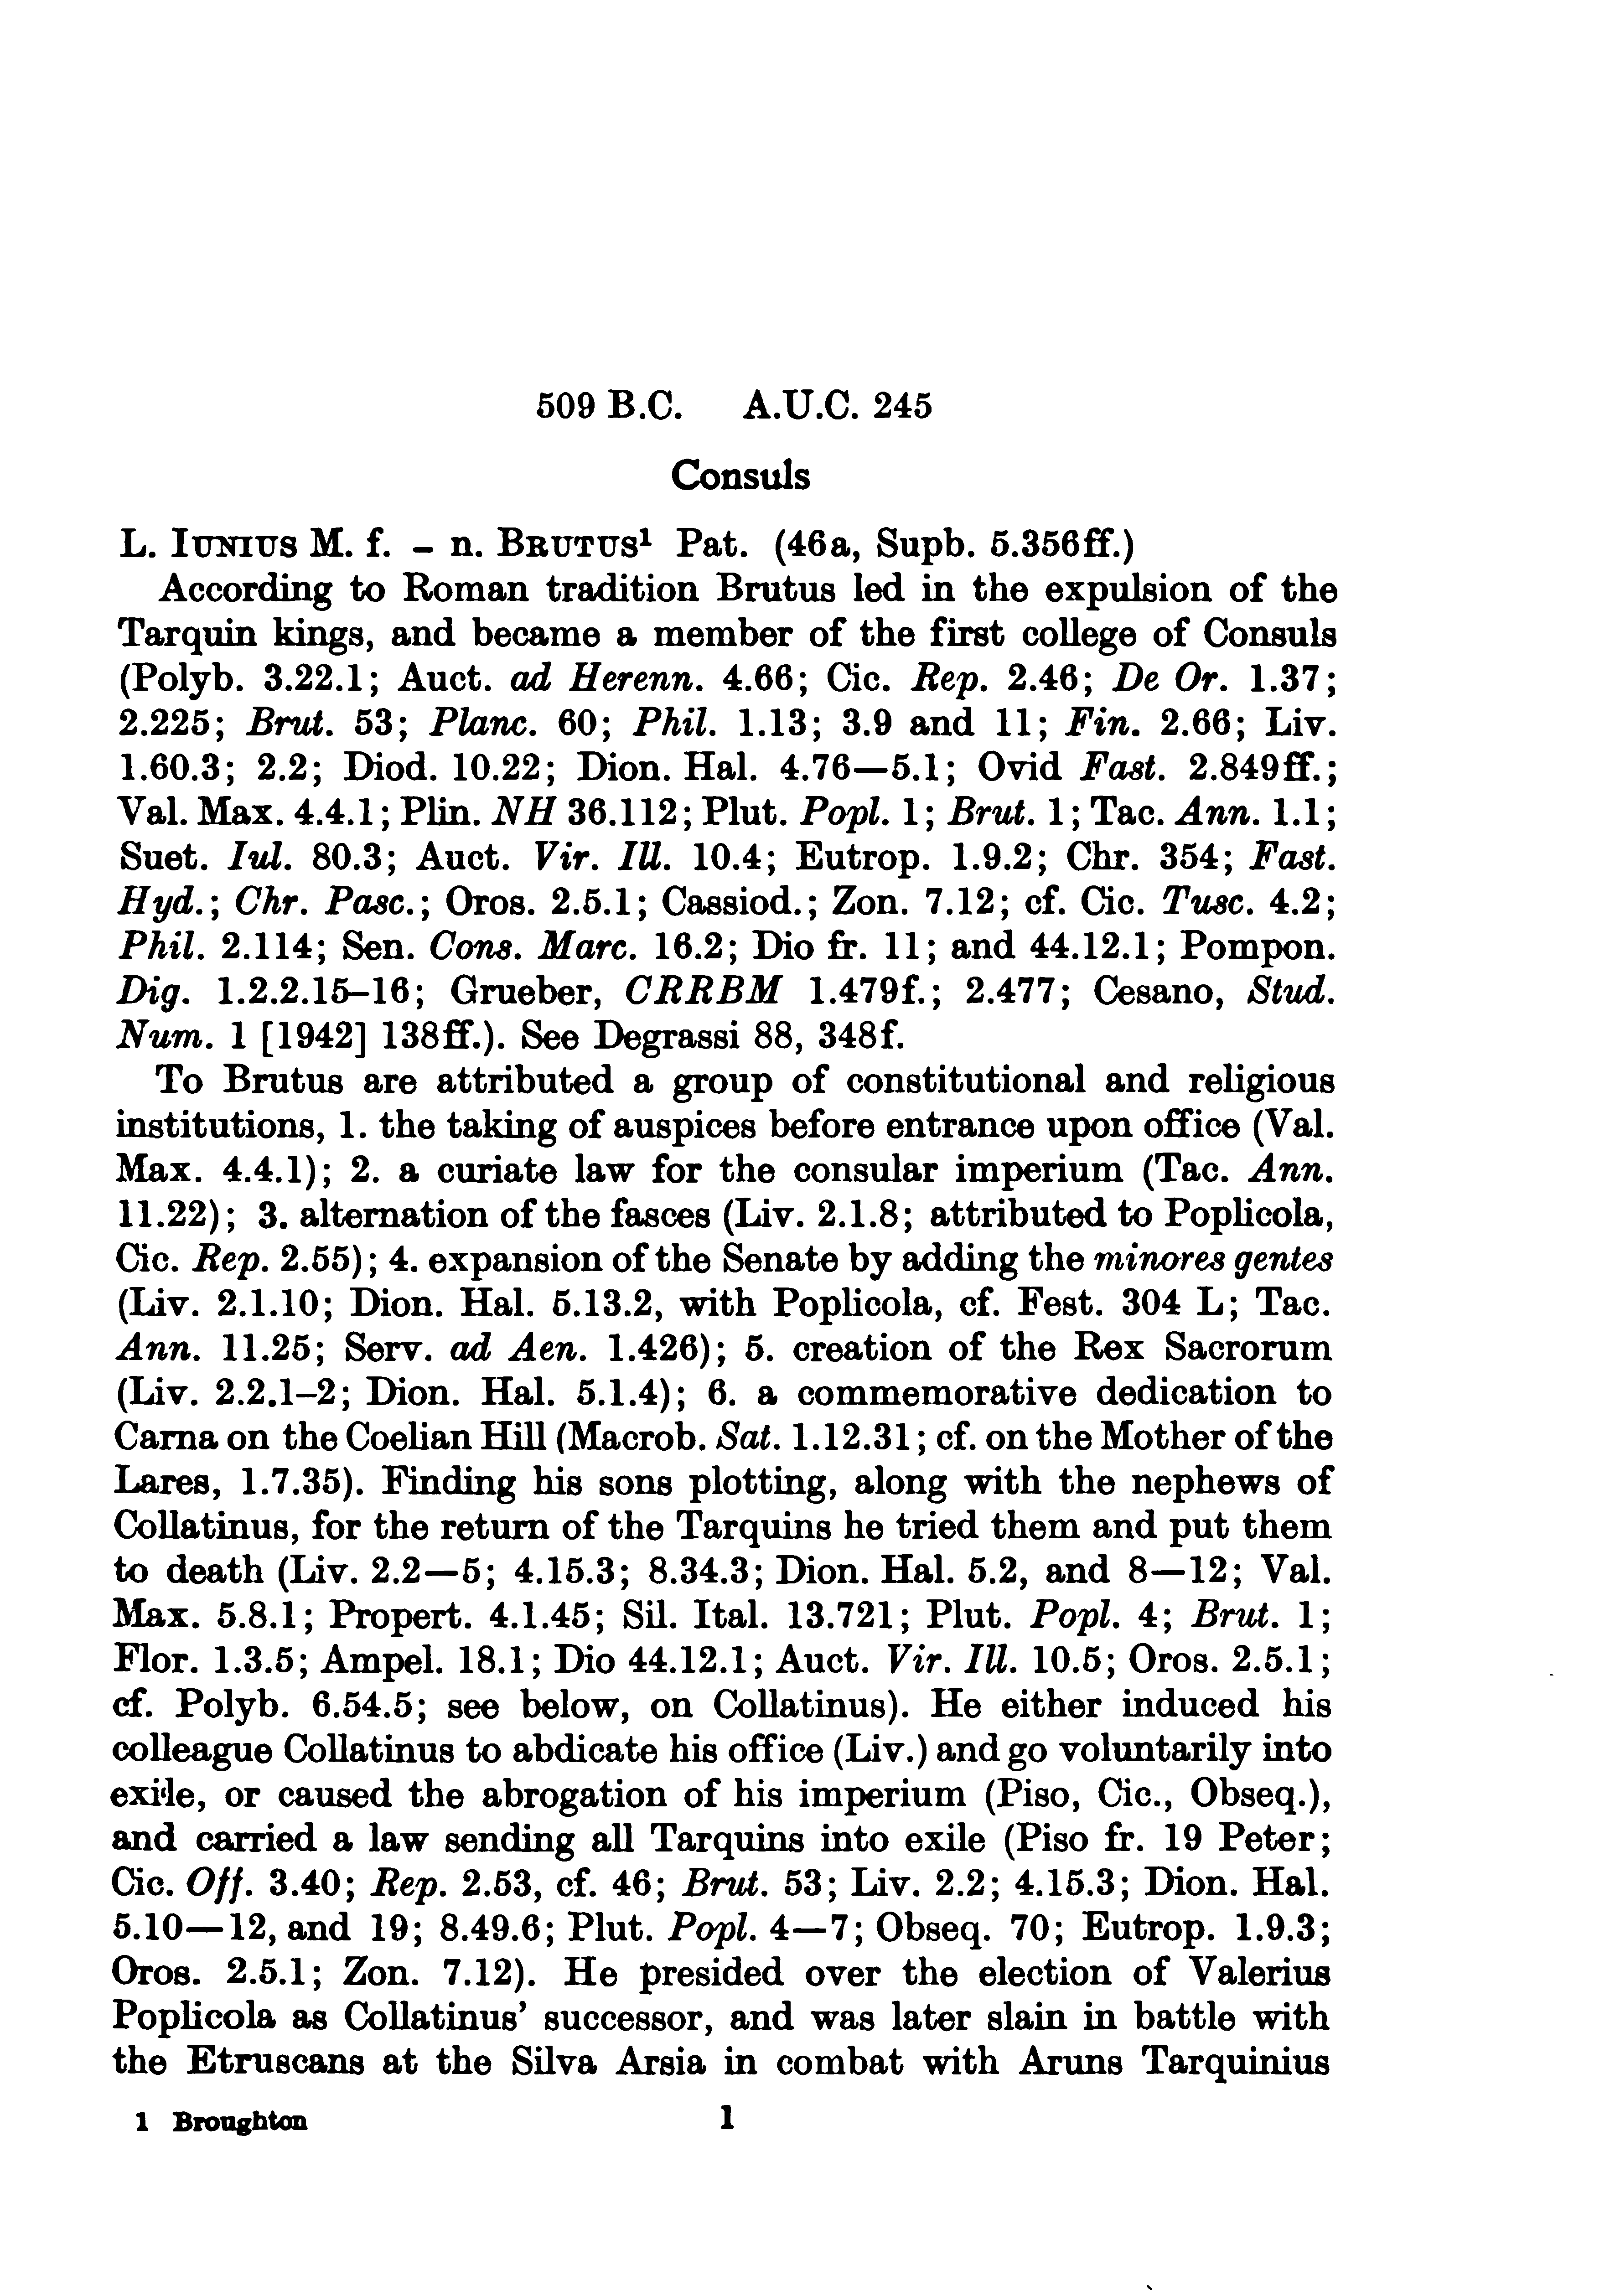 509 B.C. A.U.C. 245
Consuls
L. IUNIUS M. f. – n. BRUTUS¹ Pat. (46a, Supb. 5.356ff.)
According to Roman tradition Brutus led in the expulsion of the
Tarquin kings, and became a member of the first college of Consuls
(Polyb. 3.22.1; Auct. ad Herenn. 4.66; Cic. Rep. 2.46; De Or. 1.37;
2.225; Brut. 53; Planc. 60; Phil. 1.13; 3.9 and 11; Fin. 2.66; Liv.
1.60.3; 2.2; Diod. 10.22; Dion. Hal. 4.76—5.1; Ovid Fast. 2.849ff.;
Val. Max. 4.4.1; Plin. NH 36.112; Plut. Popl. 1; Brut. 1; Tac. Ann. 1.1;
Suet. Iul. 80.3; Auct. Vir. Ill. 10.4; Eutrop. 1.9.2; Chr. 354; Fast.
Hyd.; Chr. Pasc.; Oros. 2.5.1; Cassiod.; Zon. 7.12; cf. Cic. Tusc. 4.2;
Phil. 2.114; Sen. Cons. Marc. 16.2; Dio fr. 11; and 44.12.1; Pompon.
Dig. 1.2.2.15–16; Grueber, CRRBM 1.479f.; 2.477; Cesano, Stud.
Num. 1 [1942] 138ff.). See Degrassi 88, 348f.
To Brutus are attributed a group of constitutional and religious
institutions, 1. the taking of auspices before entrance upon office (Val.
Max. 4.4.1); 2. a curiate law for the consular imperium (Tac. Ann.
11.22); 3. alternation of the fasces (Liv. 2.1.8; attributed to Poplicola,
Cic. Rep. 2.55); 4. expansion of the Senate by adding the minores gentes
(Liv. 2.1.10; Dion. Hal. 5.13.2, with Poplicola, cf. Fest. 304 L; Tac.
Ann. 11.25; Serv. ad Aen. 1.426); 5. creation of the Rex Sacrorum
(Liv. 2.2.1–2; Dion. Hal. 5.1.4); 6. a commemorative dedication to
Carna on the Coelian Hill (Macrob. Sat. 1.12.31; cf. on the Mother of the
Lares, 1.7.35). Finding his sons plotting, along with the nephews of
Collatinus, for the return of the Tarquins he tried them and put them
to death (Liv. 2.2—5; 4.15.3; 8.34.3; Dion. Hal. 5.2, and 8—12; Val.
Max. 5.8.1; Propert. 4.1.45; Sil. Ital. 13.721; Plut. Popl. 4; Brut. 1;
Flor. 1.3.5; Ampel. 18.1; Dio 44.12.1; Auct. Vir. Ill. 10.5; Oros. 2.5.1;
cf. Polyb. 6.54.5; see below, on Collatinus). He either induced his
colleague Collatinus to abdicate his office (Liv.) and go voluntarily into
exile, or caused the abrogation of his imperium (Piso, Cic., Obseq.),
and carried a law sending all Tarquins into exile (Piso fr. 19 Peter;
Cic. Off. 3.40; Rep. 2.53, cf. 46; Brut. 53; Liv. 2.2; 4.15.3; Dion. Hal.
5.10—12, and 19; 8.49.6; Plut. Popl. 4—7; Obseq. 70; Eutrop. 1.9.3;
Oros. 2.5.1; Zon. 7.12). He presided over the election of Valerius
Poplicola as Collatinus’ successor, and was later slain in battle with
the Etruscans at the Silva Arsia in combat with Aruns Tarquinius
1 Broughton 1